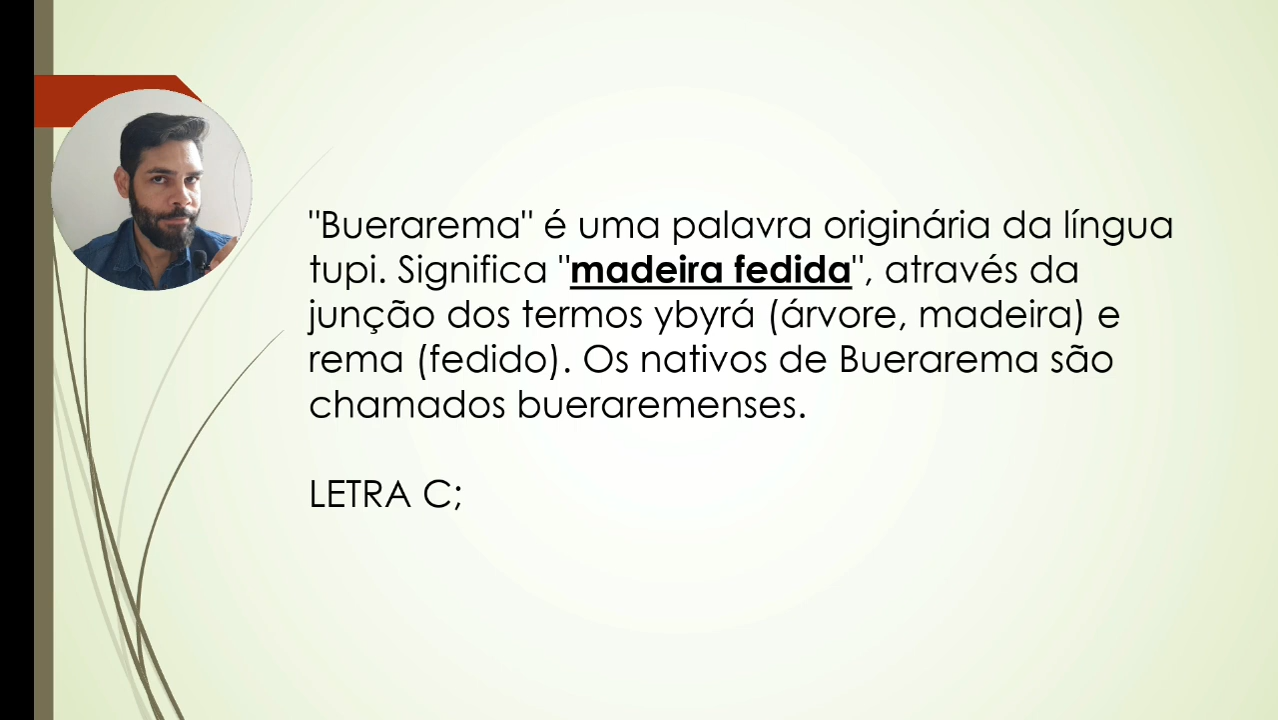 "Buerarema" é uma palavra originária da língua
tupi. Significa "madeira fedida", através da
junção dos termos ybyrá (árvore, madeira) e
rema (fedido). Os nativos de Buerarema são
chamados bueraremenses.
LETRA C;